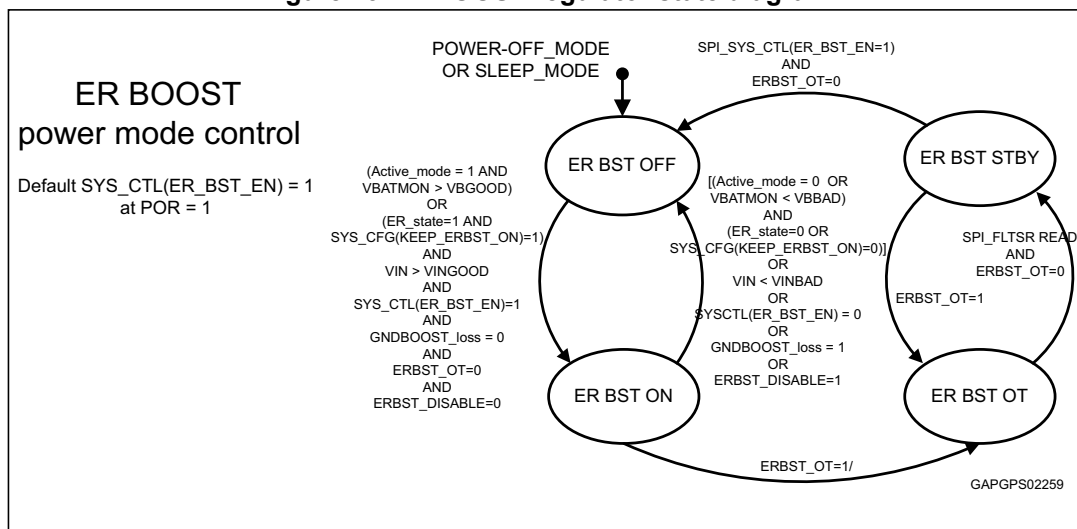 POWER-OFF_MODE
OR SLEEP_MODE
SPI_SYS_CTL(ER_BST_EN=1)
AND
ERBST_OT=0
ER BOOST
power mode control
Default SYS_CTL(ER_BST_EN) = 1
at POR = 1
ER BST OFF
ER BST STBY
(Active_mode = 1 AND
VBATMON > VBGOOD)
OR
(ER_state=1 AND
SYS_CFG(KEEP_ERBST_ON)=1)
AND
VIN > VINGOOD
AND
SYS_CTL(ER_BST_EN)=1
AND
GNDBOOST_loss = 0
AND
ERBST_OT=0
AND
ERBST_DISABLE=0
[(Active_mode = 0 OR
VBATMON < VBBAD)
AND
(ER_state=0 OR
SYS_CFG(KEEP_ERBST_ON)=0)]
OR
VIN < VINBAD
OR
SYSCTL(ER_BST_EN) = 0
OR
GNDBOOST_loss = 1
OR
ERBST_DISABLE=1
SPI_FLTSR READ
AND
ERBST_OT=0
ERBST_OT=1
ER BST ON
ER BST OT
ERBST_OT=1/
GAPGPS02259